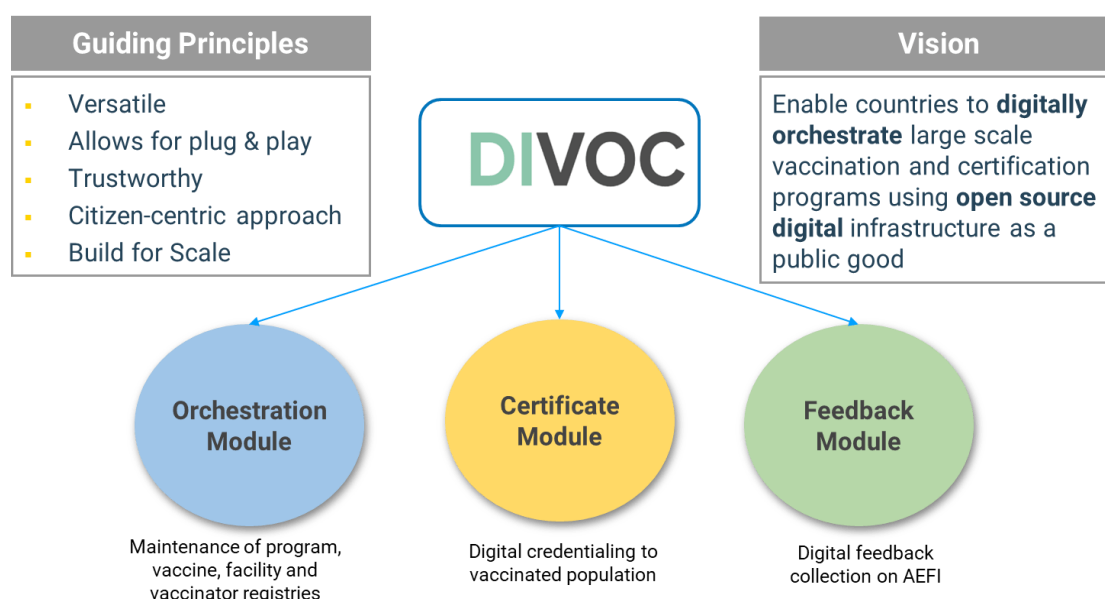 Guiding Principles
Versatile
Allows for plug & play
Trustworthy
Citizen-centric approach
Build for Scale
DIVOC
Vision
Enable countries to digitally
orchestrate large scale
vaccination and certification
programs using open source
digital infrastructure as a
public good
Orchestration
Module
Certificate
Module
Feedback
Module
Maintenance of program,
vaccine, facility and
vaccinator registries
Digital credentialing to
vaccinated population
Digital feedback
collection on AEFI